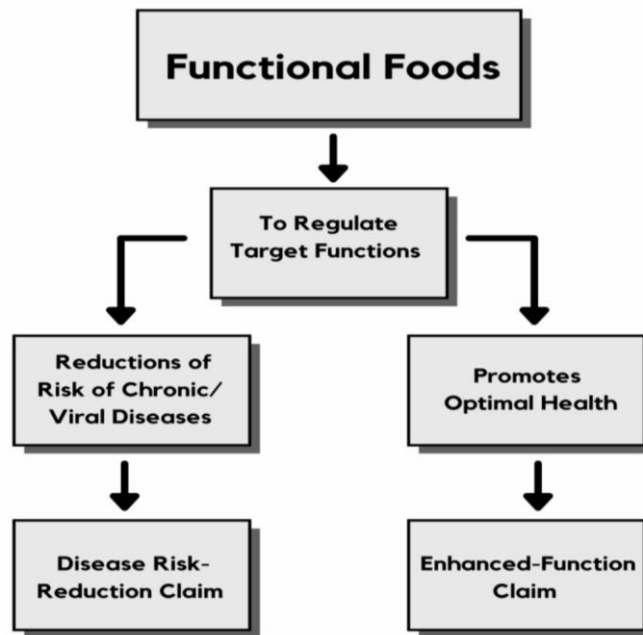 Functional Foods
To Regulate
Target Functions
Reductions of
Risk of Chronic/
Viral Diseases
Promotes
Optimal Health
Disease Risk-
Reduction Claim
Enhanced-Function
Claim